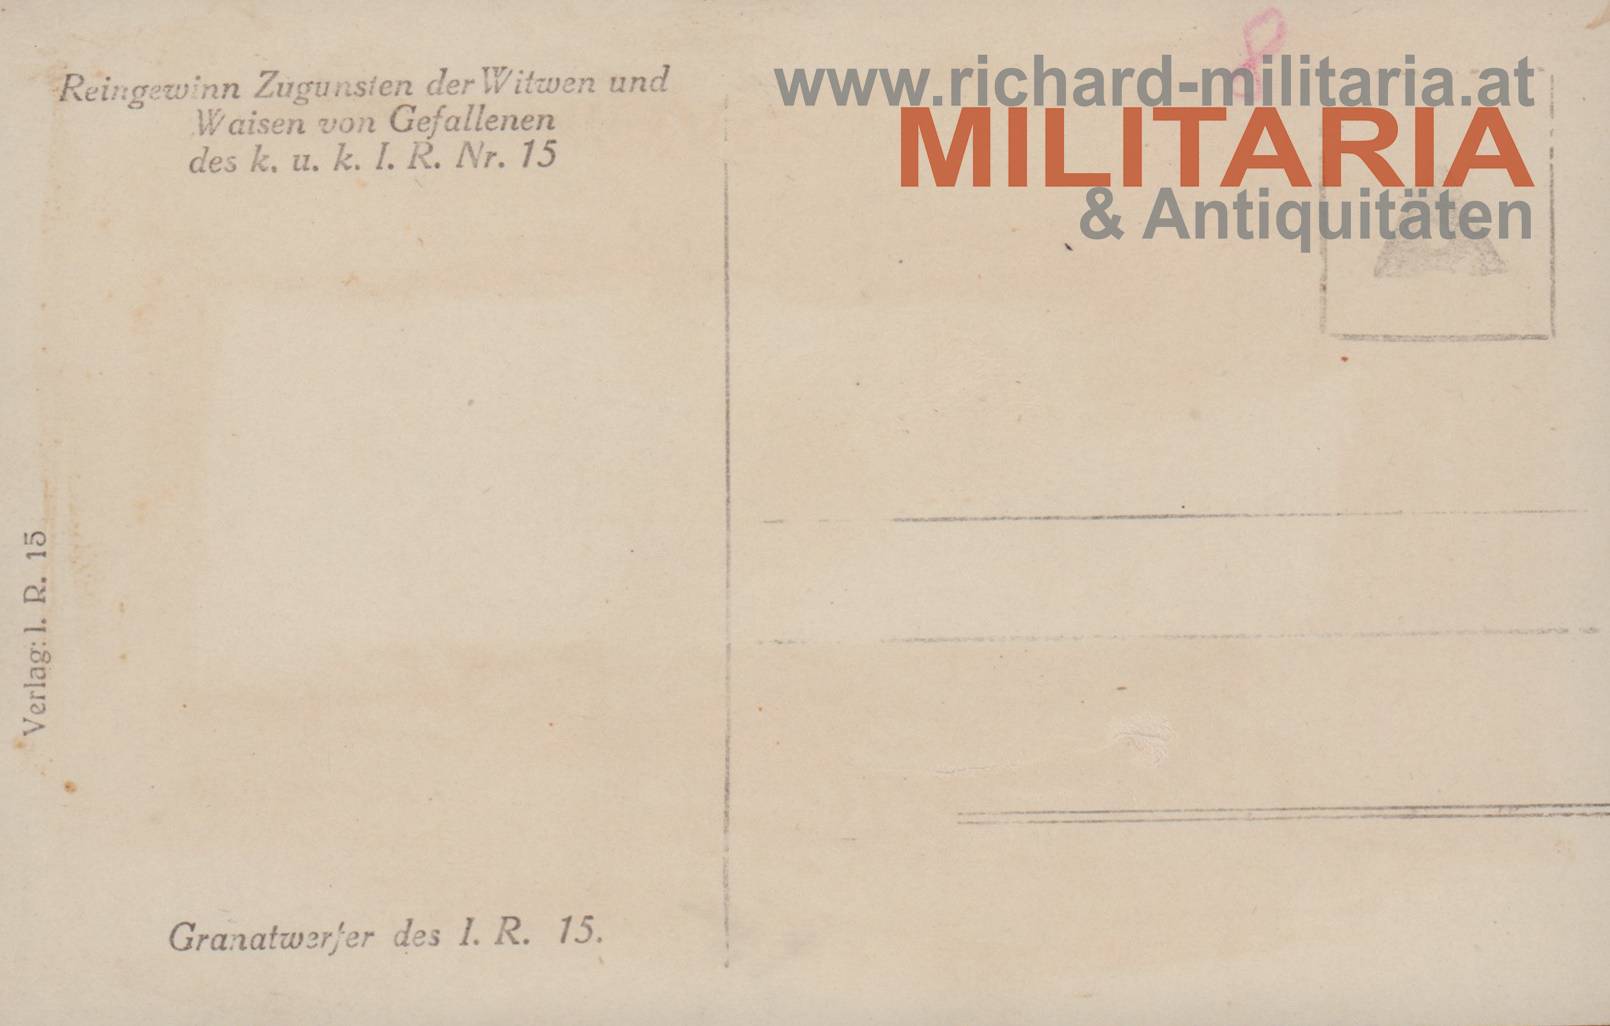 Reingewinn Zugunsten der Witwen und
Waisen von Gefallenen
des k. u. k. I. R. Nr. 15
www.richard-militaria.at
MILITARIA
& Antiquitäten
8
Verlag: I. R. 15
Granatwerfer des I. R. 15.